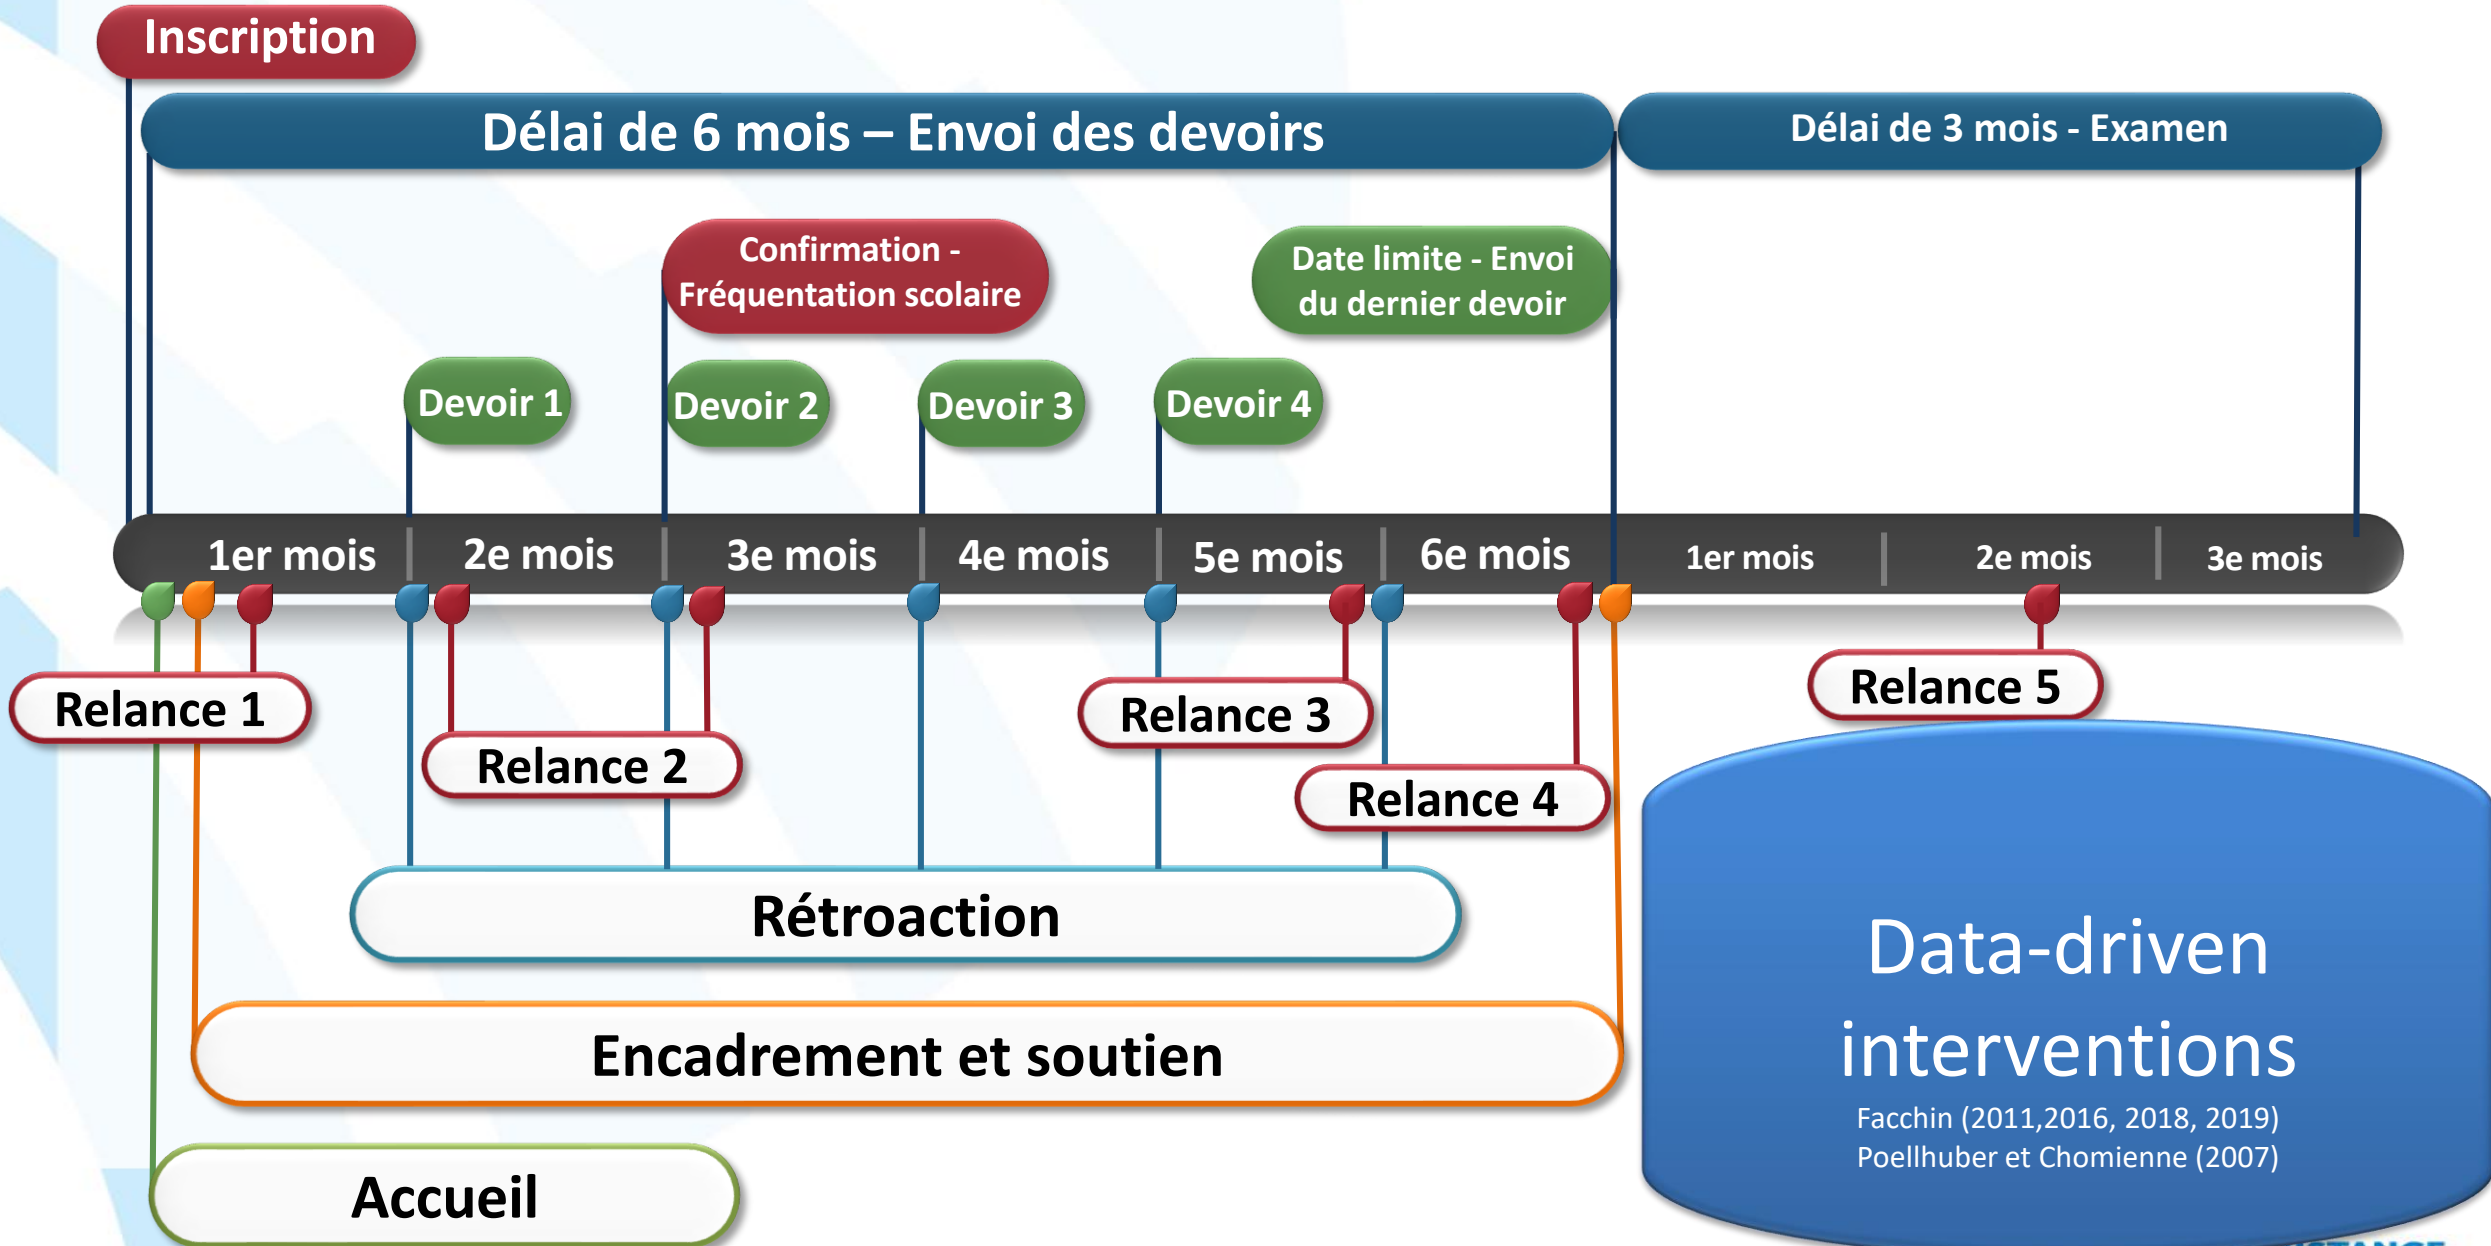 Inscription
Délai de 6 mois – Envoi des devoirs
Délai de 3 mois - Examen
Confirmation -
Fréquentation scolaire
Date limite - Envoi
du dernier devoir
Devoir 1
Devoir 2
Devoir 3
Devoir 4
1er mois
2e mois
3e mois
4e mois
5e mois
6e mois
1er mois
2e mois
3e mois
Relance 1
Relance 2
Relance 3
Relance 4
Relance 5
Rétroaction
Encadrement et soutien
Accueil
Data-driven
interventions
Facchin (2011,2016, 2018, 2019)
Poellhuber et Chomienne (2007)